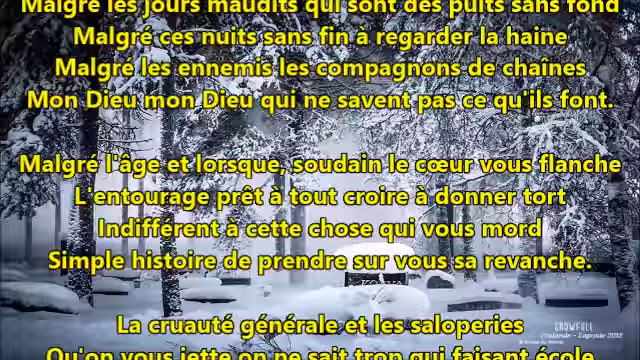 Malgré les jours maudits qui sont des puits sans fond
Malgré ces nuits sans fin à regarder la haine
Malgré les ennemis les compagnons de chaînes
Mon Dieu mon Dieu qui ne savent pas ce qu'ils font.
Malgré l'âge et lorsque, soudain le cœur vous flanche
L'entourage prêt à tout croire à donner tort
Indifférent à cette chose qui vous mord
Simple histoire de prendre sur vous sa revanche.
La cruauté générale et les saloperies
Qu'on vous jette on ne sait trop qui faisant école
SNOWFALL
Finlande - Laponie 2012